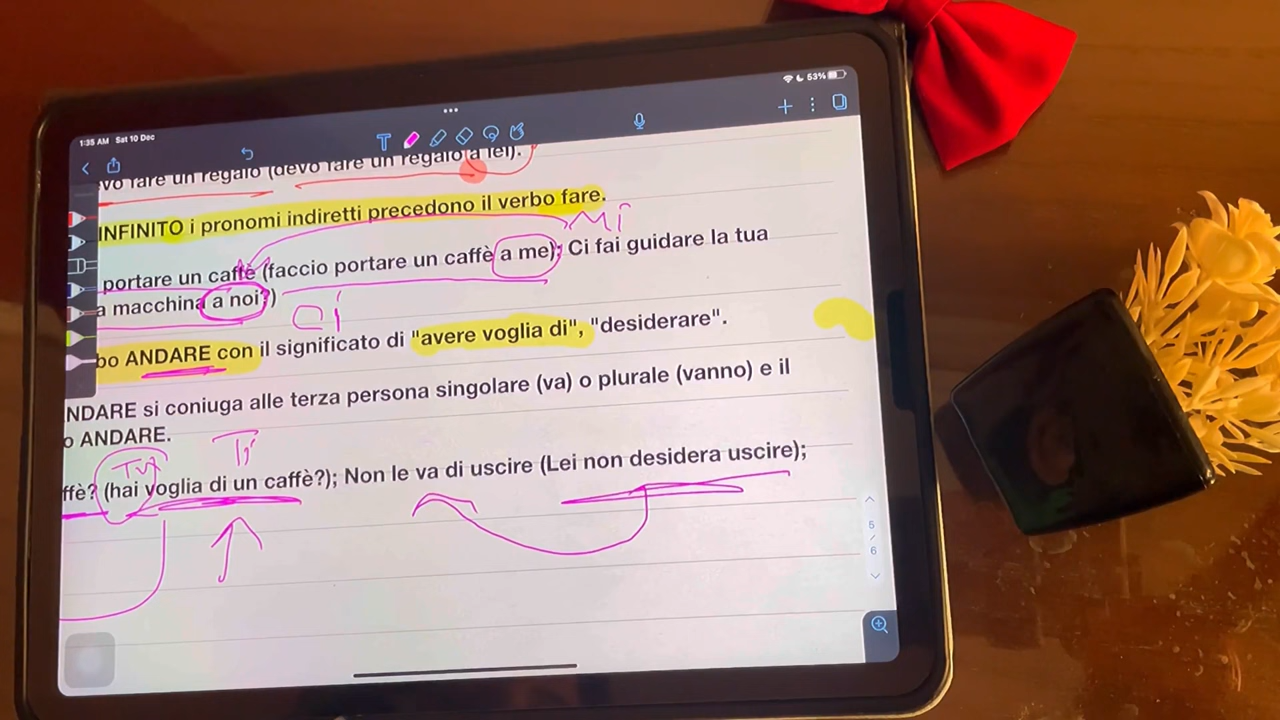 1:35 AM Sat 10 Dec
53%
vo fare un regalo (devo fare un regalo a lei).
INFINITO i pronomi indiretti precedono il verbo fare.
Mi
portare un caffè (faccio portare un caffè a me); Ci fai guidare la tua
a macchina a noi?)
Ci
bo ANDARE con il significato di "avere voglia di", "desiderare".
NDARE si coniuga alle terza persona singolare (va) o plurale (vanno) e il
o ANDARE.
Tu Ti
ffè? (hai voglia di un caffè?); Non le va di uscire (Lei non desidera uscire);
5
/
6